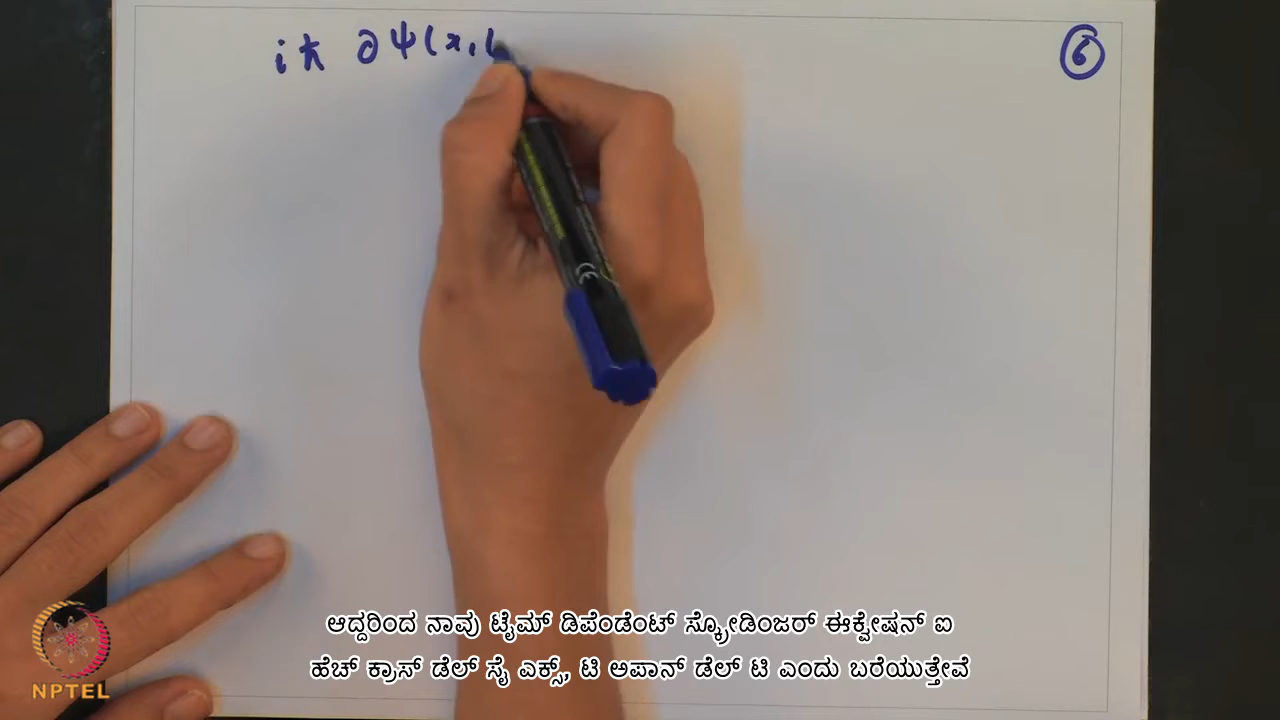 iħ ∂ψ(x,
6
ಆದ್ದರಿಂದ ನಾವು ಟೈಮ್ ಡಿಪೆಂಡೆಂಟ್ ಸ್ಕ್ರೋಡಿಂಜರ್ ಈಕ್ವೇಷನ್ ಐ
ಹೆಚ್ ಕ್ರಾಸ್ ಡೆಲ್ ಸೈ ಎಕ್ಸ್, ಟಿ ಅಪಾನ್ ಡೆಲ್ ಟಿ ಎಂದು ಬರೆಯುತ್ತೇವೆ
NPTEL